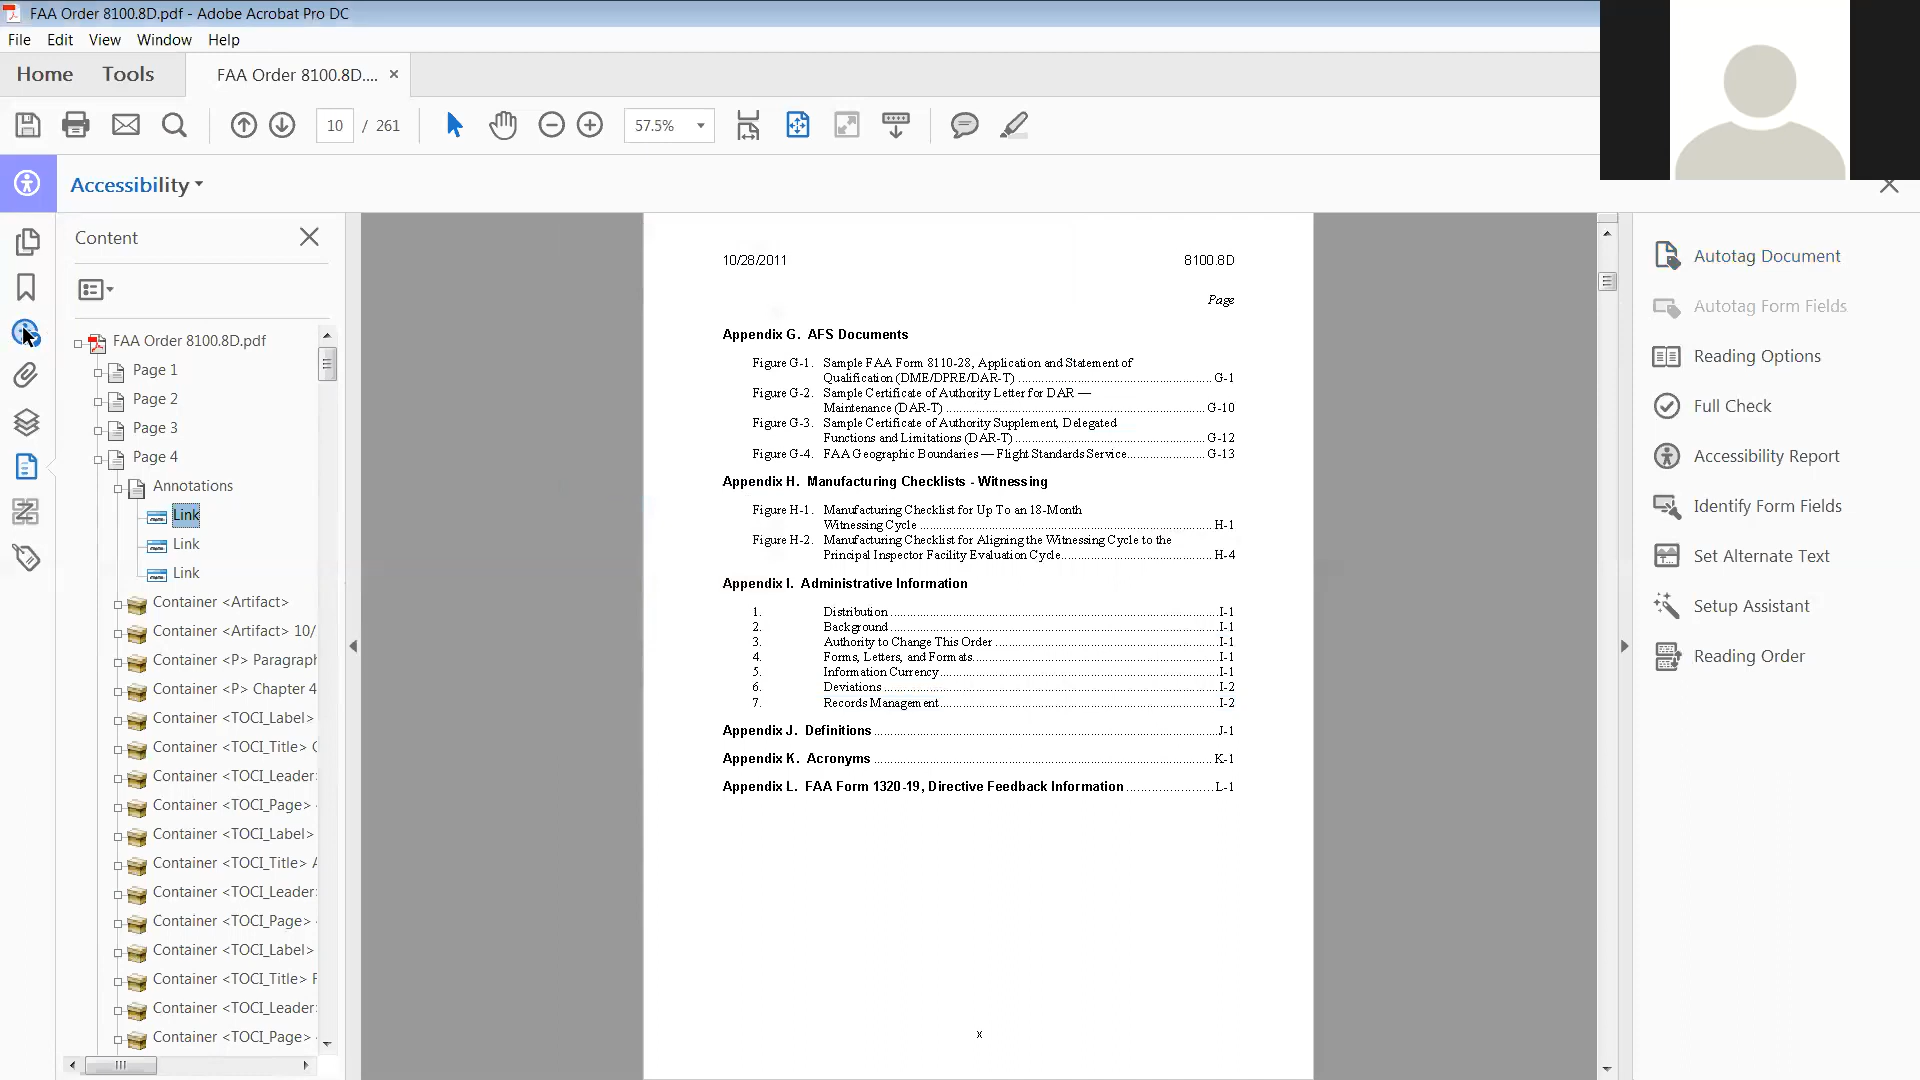 FAA Order 8100.8D.pdf - Adobe Acrobat Pro DC
File Edit View Window Help
Home Tools FAA Order 8100.8D.... ×
10 / 261 57.5%
Accessibility
Content
FAA Order 8100.8D.pdf
Page 1
Page 2
Page 3
Page 4
Annotations
Link
Link
Link
Container <Artifact>
Container <Artifact> 10/
Container <P> Paragraph
Container <P> Chapter 4
Container <TOCI_Label>
Container <TOCI_Title> C
Container <TOCI_Leader>
Container <TOCI_Page>
Container <TOCI_Label>
Container <TOCI_Title> A
Container <TOCI_Leader>
Container <TOCI_Page>
Container <TOCI_Label>
Container <TOCI_Title> F
Container <TOCI_Leader>
Container <TOCI_Page>
10/28/2011 8100.8D
Page
Appendix G. AFS Documents
Figure G-1. Sample FAA Form 8110-28, Application and Statement of
Qualification (DME/DPRE/DAR-T) ........ G-1
Figure G-2. Sample Certificate of Authority Letter for DAR —
Maintenance (DAR-T) ........ G-10
Figure G-3. Sample Certificate of Authority Supplement, Delegated
Functions and Limitations (DAR-T) ........ G-12
Figure G-4. FAA Geographic Boundaries — Flight Standards Service ........ G-13
Appendix H. Manufacturing Checklists - Witnessing
Figure H-1. Manufacturing Checklist for Up To an 18-Month
Witnessing Cycle ........ H-1
Figure H-2. Manufacturing Checklist for Aligning the Witnessing Cycle to the
Principal Inspector Facility Evaluation Cycle ........ H-4
Appendix I. Administrative Information
1. Distribution ........ I-1
2. Background ........ I-1
3. Authority to Change This Order ........ I-1
4. Forms, Letters, and Formats ........ I-1
5. Information Currency ........ I-1
6. Deviations ........ I-2
7. Records Management ........ I-2
Appendix J. Definitions ........ J-1
Appendix K. Acronyms ........ K-1
Appendix L. FAA Form 1320-19, Directive Feedback Information ........ L-1
x
Autotag Document
Autotag Form Fields
Reading Options
Full Check
Accessibility Report
Identify Form Fields
Set Alternate Text
Setup Assistant
Reading Order